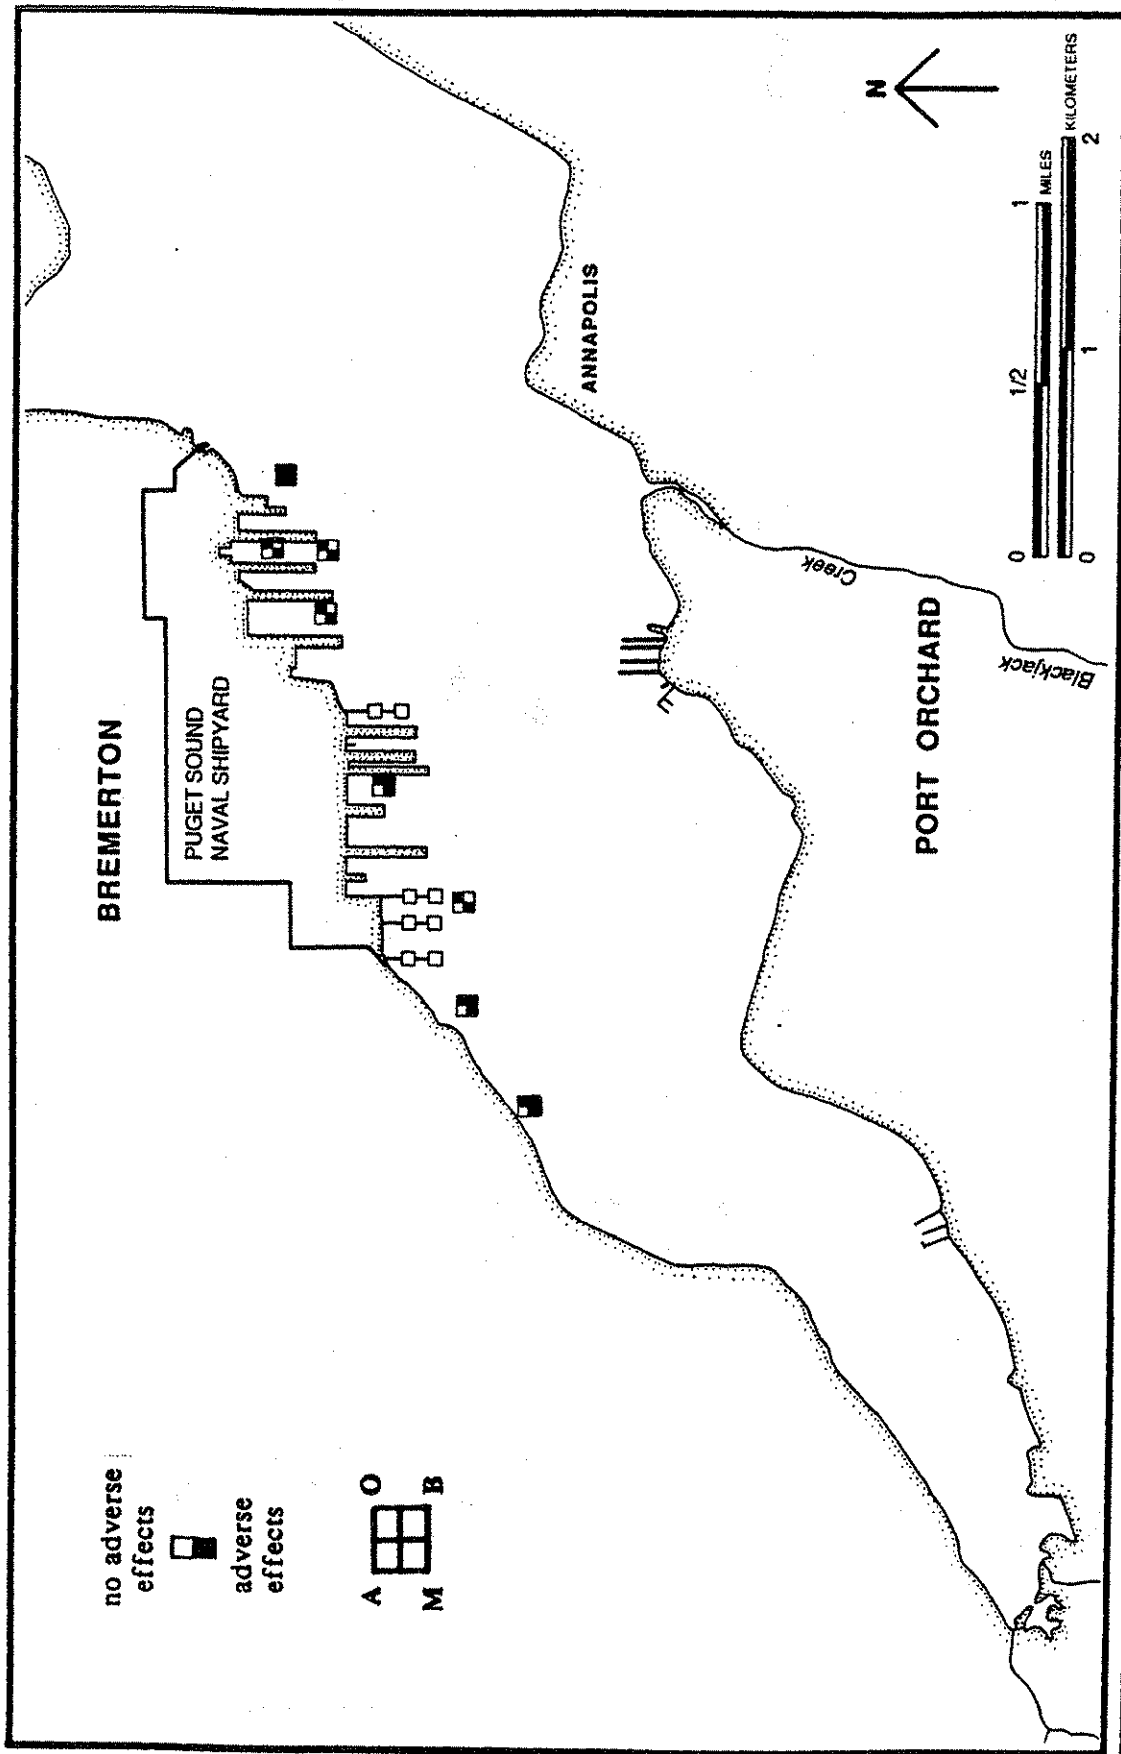 no adverse
effects
adverse
effects
A O
M B
BREMERTON
PUGET SOUND
NAVAL SHIPYARD
ANNAPOLIS
PORT ORCHARD
Blackjack
Creek
N
0 1/2 1
MILES
KILOMETERS
0 1 2